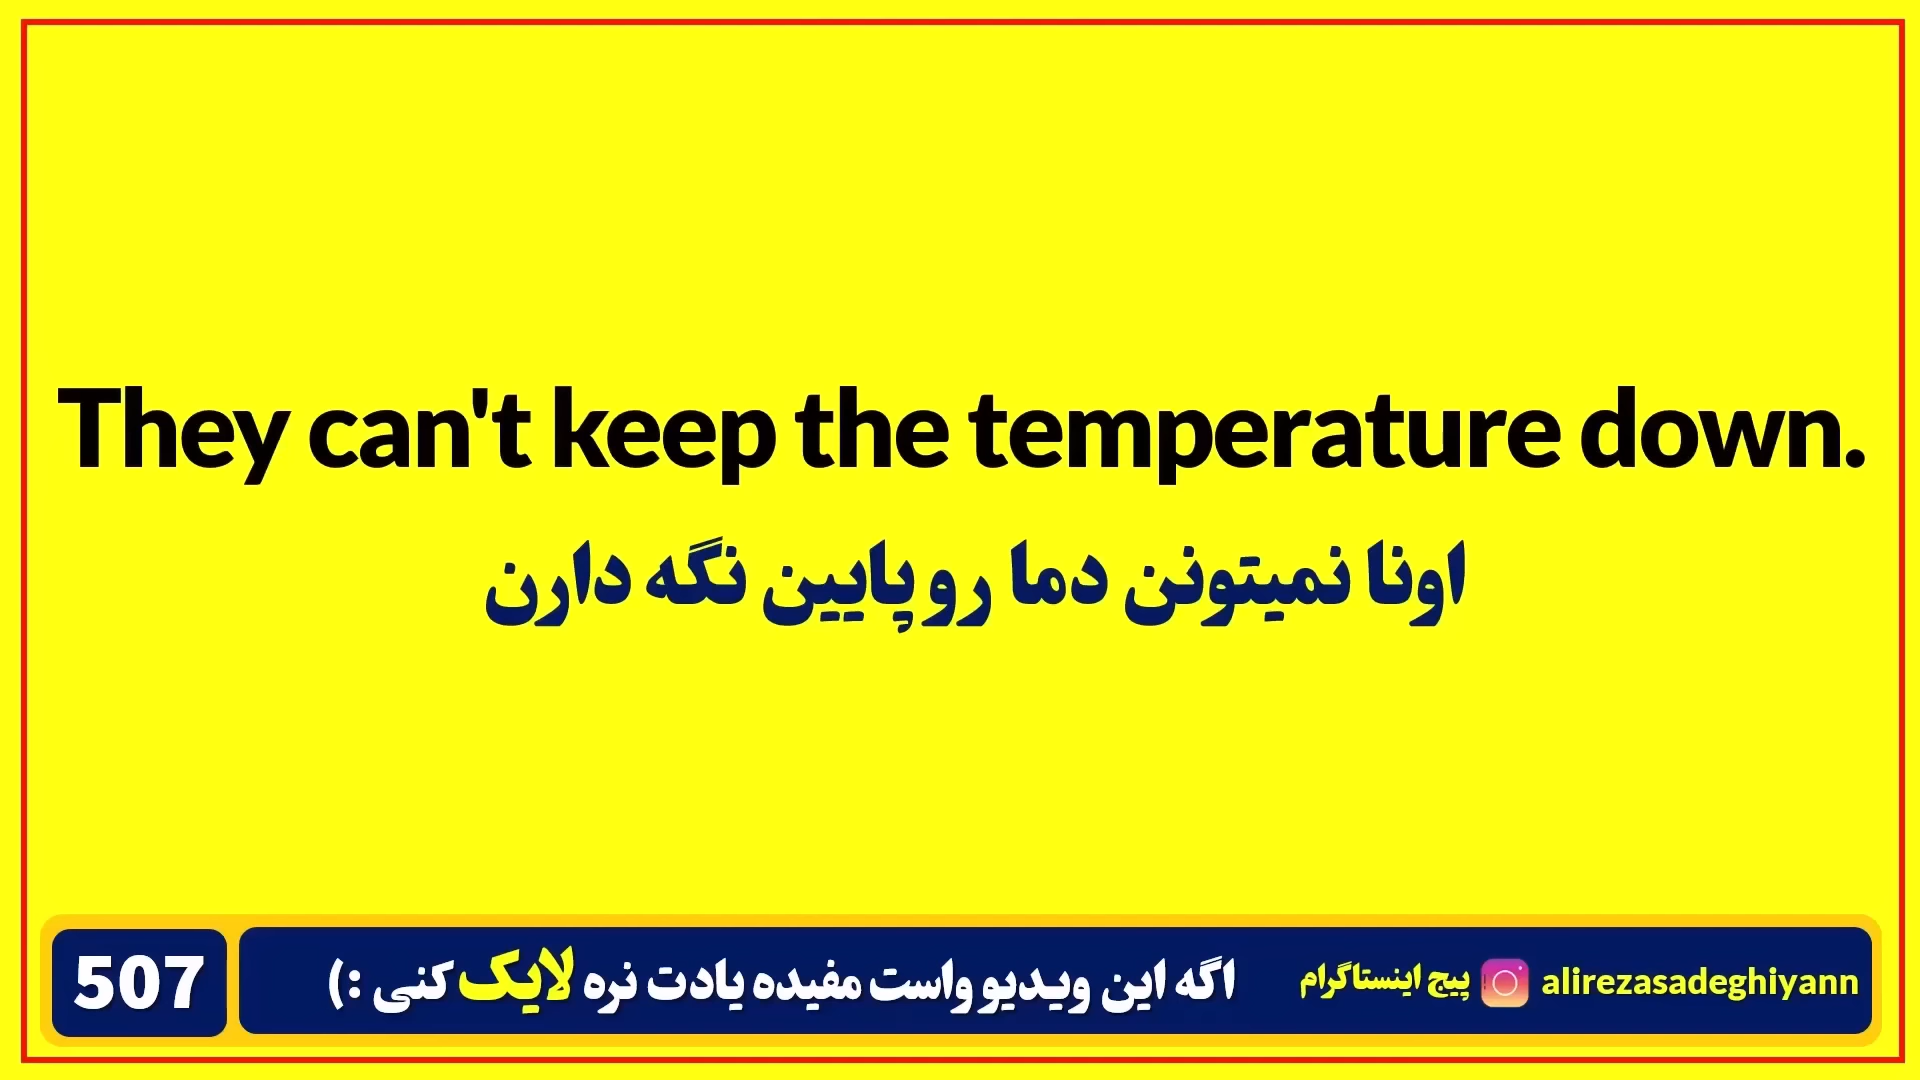 They can't keep the temperature down.
اونا نمیتونن دما رو پایین نگه دارن
507
اگه این ویدیو واست مفیده یادت نره لایک کنی :)
پیج اینستاگرام
alirezasadeghiyann